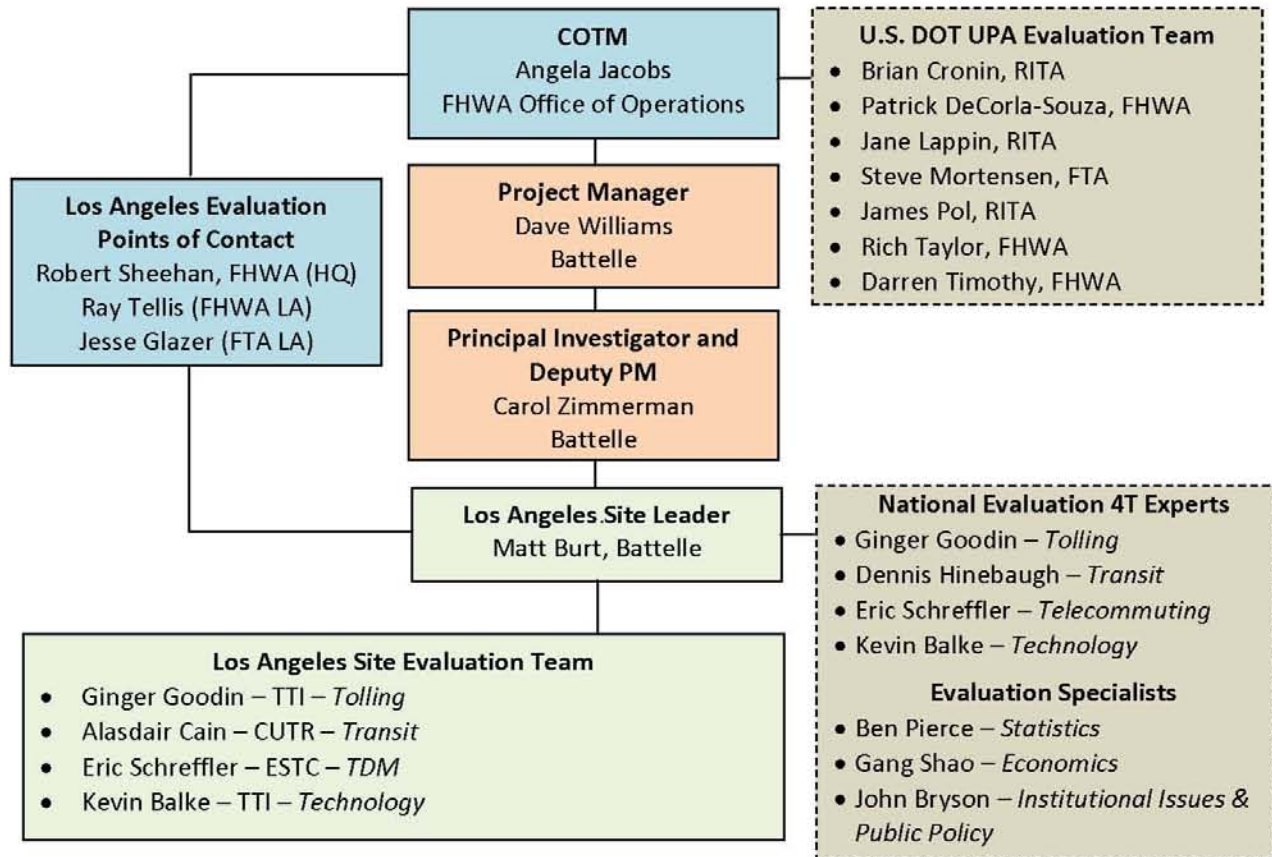 COTM
Angela Jacobs
FHWA Office of Operations
U.S. DOT UPA Evaluation Team
• Brian Cronin, RITA
• Patrick DeCorla-Souza, FHWA
• Jane Lappin, RITA
• Steve Mortensen, FTA
• James Pol, RITA
• Rich Taylor, FHWA
• Darren Timothy, FHWA
Los Angeles Evaluation
Points of Contact
Robert Sheehan, FHWA (HQ)
Ray Tellis (FHWA LA)
Jesse Glazer (FTA LA)
Project Manager
Dave Williams
Battelle
Principal Investigator and
Deputy PM
Carol Zimmerman
Battelle
Los Angeles.Site Leader
Matt Burt, Battelle
National Evaluation 4T Experts
• Ginger Goodin – Tolling
• Dennis Hinebaugh – Transit
• Eric Schreffler – Telecommuting
• Kevin Balke – Technology
Evaluation Specialists
• Ben Pierce – Statistics
• Gang Shao – Economics
• John Bryson – Institutional Issues &
Public Policy
Los Angeles Site Evaluation Team
• Ginger Goodin – TTI – Tolling
• Alasdair Cain – CUTR – Transit
• Eric Schreffler – ESTC – TDM
• Kevin Balke – TTI – Technology